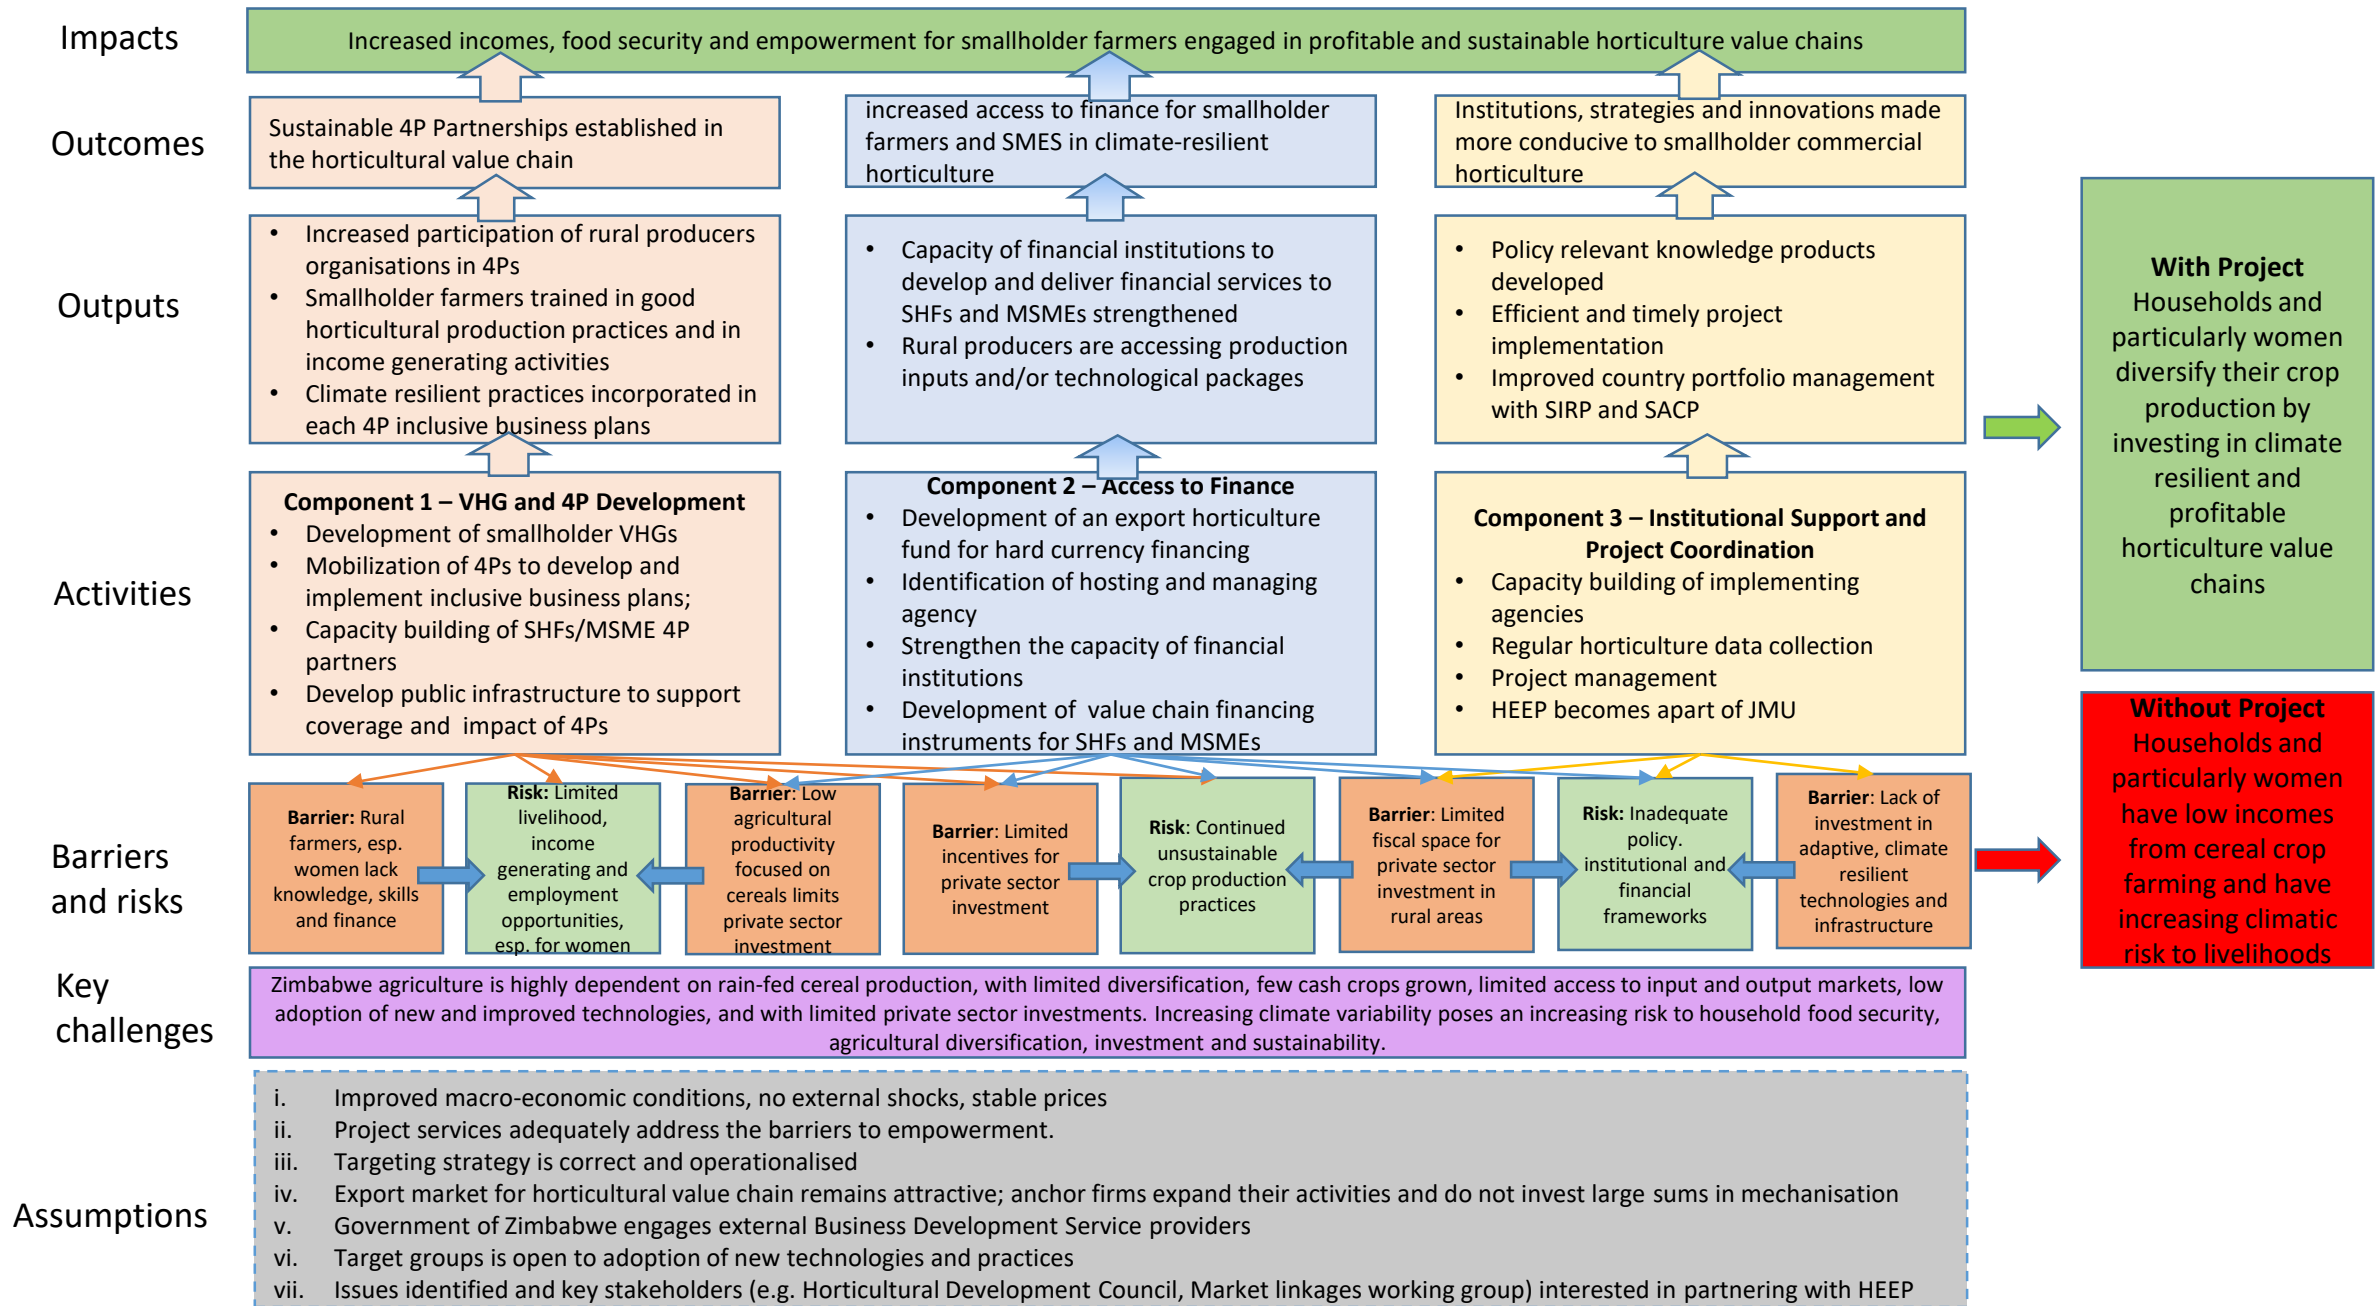 Impacts
Increased incomes, food security and empowerment for smallholder farmers engaged in profitable and sustainable horticulture value chains
Outcomes
Sustainable 4P Partnerships established in
the horticultural value chain
increased access to finance for smallholder
farmers and SMES in climate-resilient
horticulture
Institutions, strategies and innovations made
more conducive to smallholder commercial
horticulture
Outputs
• Increased participation of rural producers
organisations in 4Ps
• Smallholder farmers trained in good
horticultural production practices and in
income generating activities
• Climate resilient practices incorporated in
each 4P inclusive business plans
• Capacity of financial institutions to
develop and deliver financial services to
SHFs and MSMEs strengthened
• Rural producers are accessing production
inputs and/or technological packages
• Policy relevant knowledge products
developed
• Efficient and timely project
implementation
• Improved country portfolio management
with SIRP and SACP
With Project
Households and
particularly women
diversify their crop
production by
investing in climate
resilient and
profitable
horticulture value
chains
Activities
Component 1 – VHG and 4P Development
• Development of smallholder VHGs
• Mobilization of 4Ps to develop and
implement inclusive business plans;
• Capacity building of SHFs/MSME 4P
partners
• Develop public infrastructure to support
coverage and impact of 4Ps
Component 2 – Access to Finance
• Development of an export horticulture
fund for hard currency financing
• Identification of hosting and managing
agency
• Strengthen the capacity of financial
institutions
• Development of value chain financing
instruments for SHFs and MSMEs
Component 3 – Institutional Support and
Project Coordination
• Capacity building of implementing
agencies
• Regular horticulture data collection
• Project management
• HEEP becomes apart of JMU
Without Project
Households and
particularly women
have low incomes
from cereal crop
farming and have
increasing climatic
risk to livelihoods
Barriers
and risks
Barrier: Rural
farmers, esp.
women lack
knowledge, skills
and finance
Risk: Limited
livelihood,
income
generating and
employment
opportunities,
esp. for women
Barrier: Low
agricultural
productivity
focused on
cereals limits
private sector
investment
Barrier: Limited
incentives for
private sector
investment
Risk: Continued
unsustainable
crop production
practices
Barrier: Limited
fiscal space for
private sector
investment in
rural areas
Risk: Inadequate
policy.
institutional and
financial
frameworks
Barrier: Lack of
investment in
adaptive, climate
resilient
technologies and
infrastructure
Key
challenges
Zimbabwe agriculture is highly dependent on rain-fed cereal production, with limited diversification, few cash crops grown, limited access to input and output markets, low
adoption of new and improved technologies, and with limited private sector investments. Increasing climate variability poses an increasing risk to household food security,
agricultural diversification, investment and sustainability.
Assumptions
i. Improved macro-economic conditions, no external shocks, stable prices
ii. Project services adequately address the barriers to empowerment.
iii. Targeting strategy is correct and operationalised
iv. Export market for horticultural value chain remains attractive; anchor firms expand their activities and do not invest large sums in mechanisation
v. Government of Zimbabwe engages external Business Development Service providers
vi. Target groups is open to adoption of new technologies and practices
vii. Issues identified and key stakeholders (e.g. Horticultural Development Council, Market linkages working group) interested in partnering with HEEP